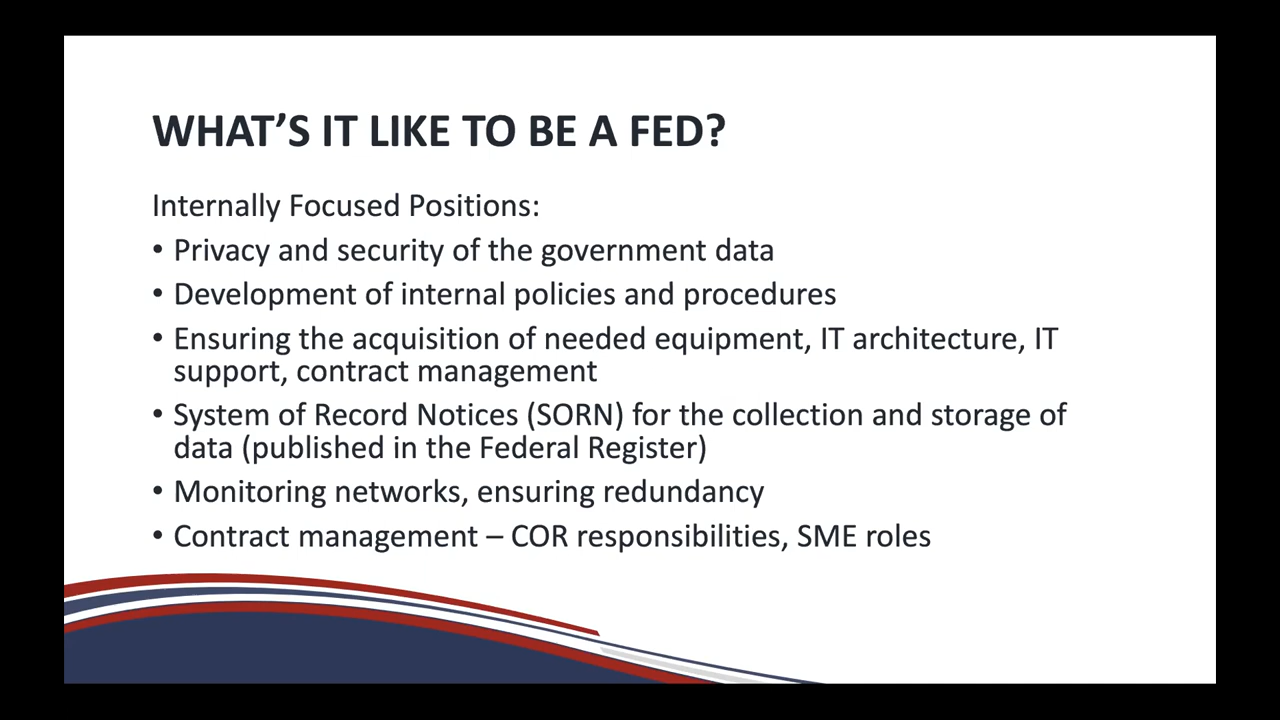 WHAT'S IT LIKE TO BE A FED?
Internally Focused Positions:
• Privacy and security of the government data
• Development of internal policies and procedures
• Ensuring the acquisition of needed equipment, IT architecture, IT
support, contract management
• System of Record Notices (SORN) for the collection and storage of
data (published in the Federal Register)
• Monitoring networks, ensuring redundancy
• Contract management – COR responsibilities, SME roles